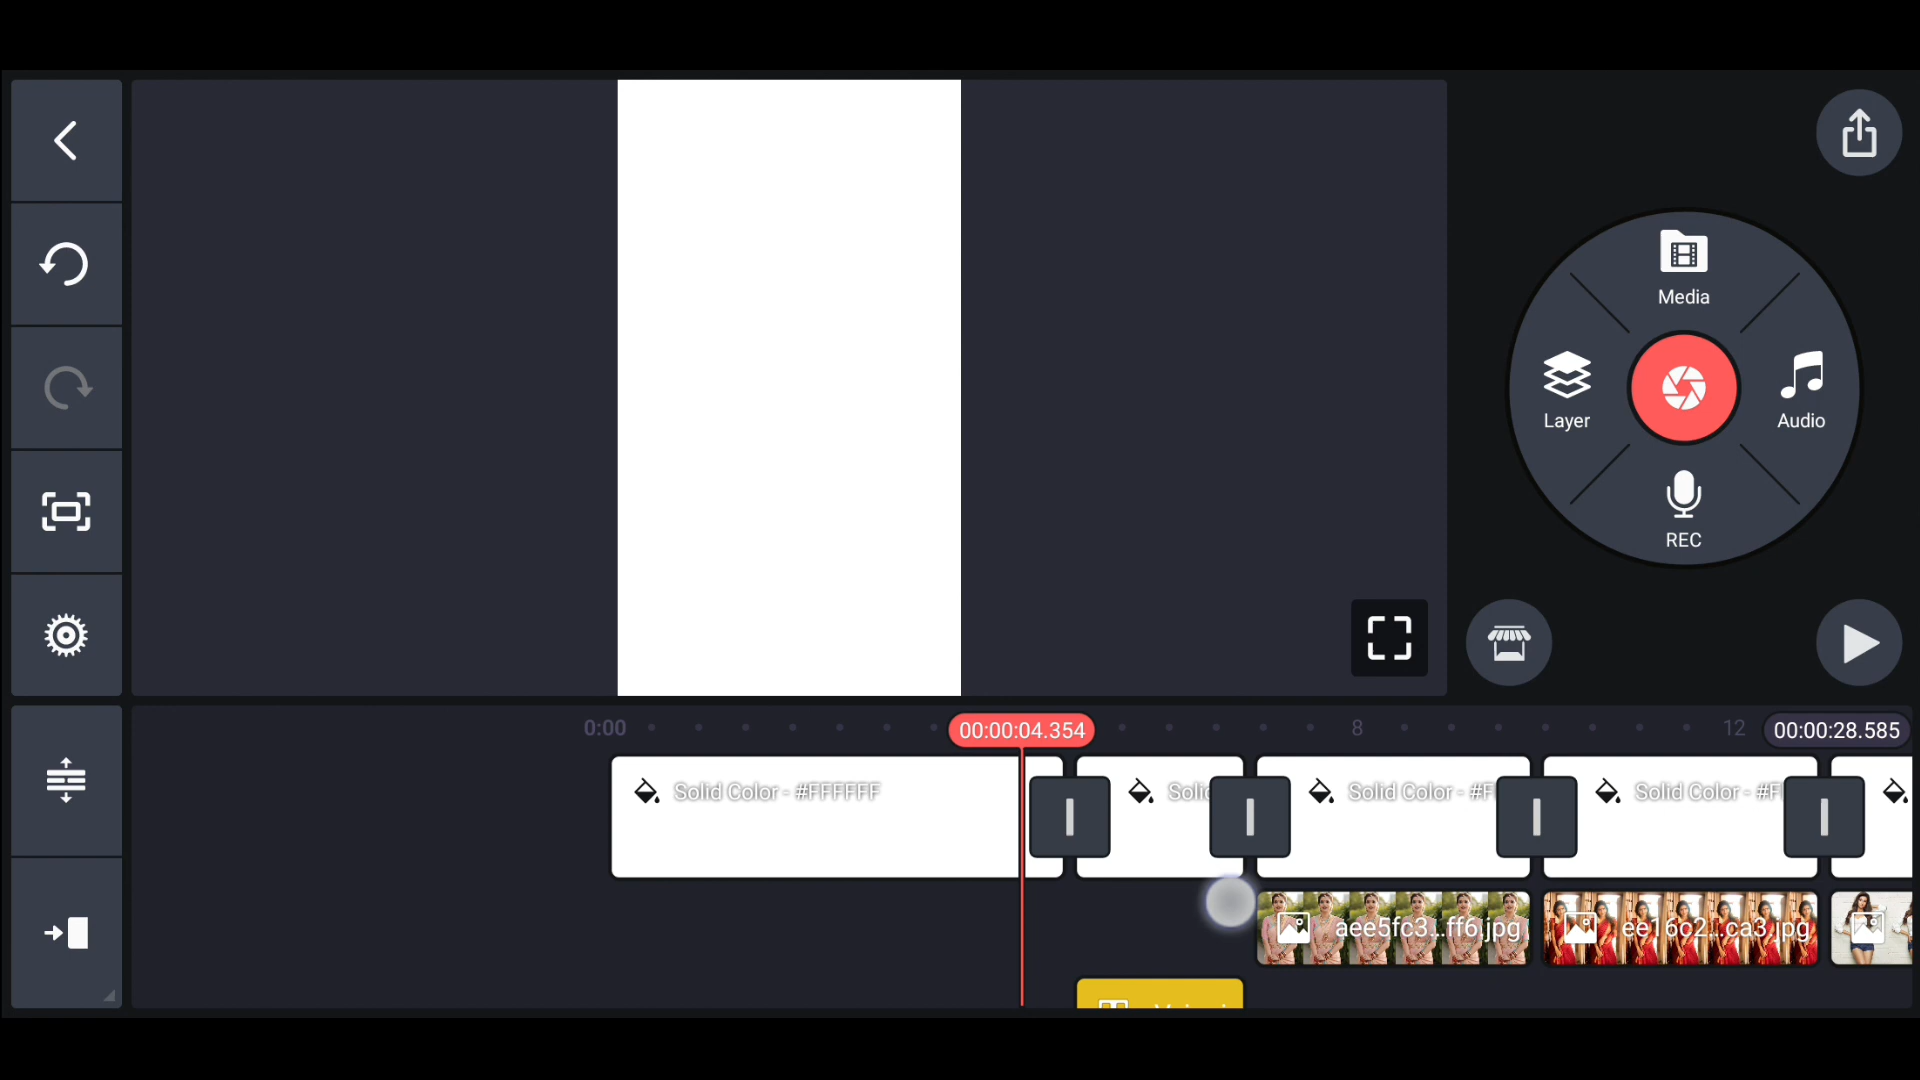 Media
Layer
Audio
REC
0:00
00:00:04.354
8
12
00:00:28.585
Solid Color - #FFFFFF
Solid Color - #F
Solid Color - #F
aee5fc3...ff6.jpg
ee16c2...ca3.jpg